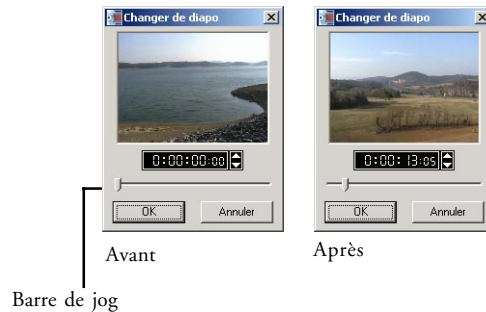 Changer de diapo
0:00:00:00
OK Annuler
Avant
Changer de diapo
0:00:13:05
OK Annuler
Après
Barre de jog